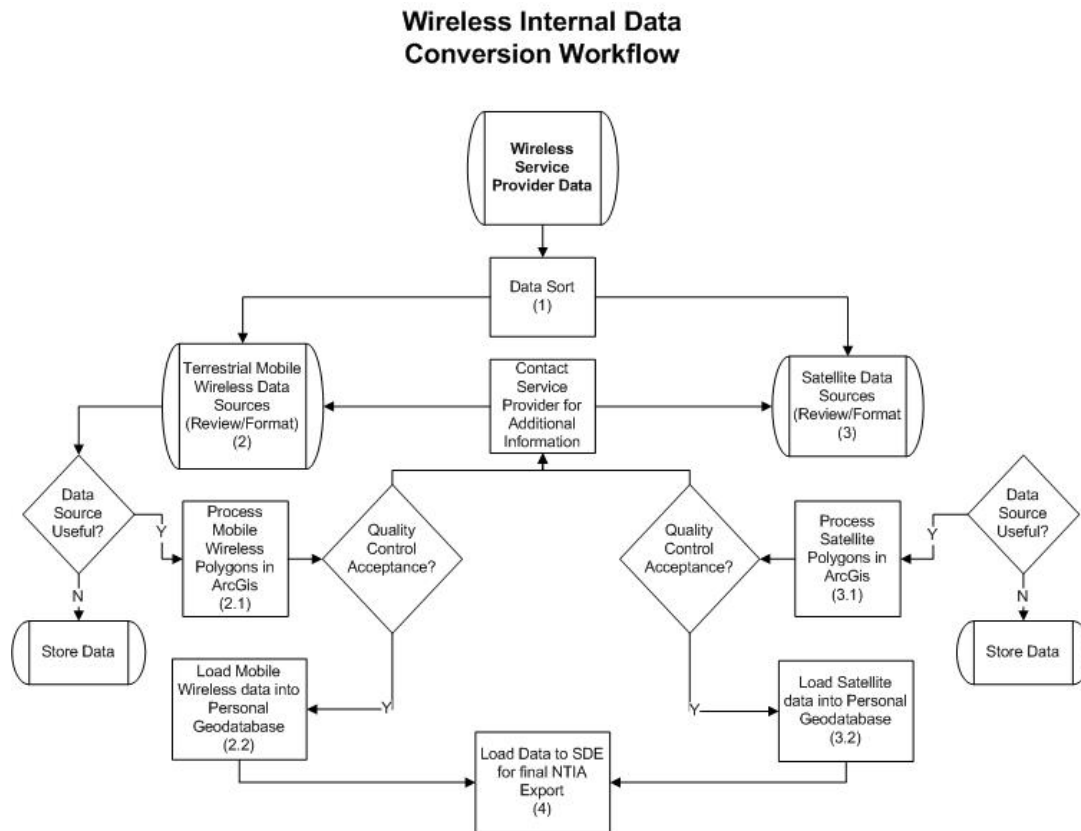 Wireless Internal Data
Conversion Workflow
Wireless
Service
Provider Data
Data Sort
(1)
Terrestrial Mobile
Wireless Data
Sources
(Review/Format)
(2)
Contact
Service
Provider for
Additional
Information
Satellite Data
Sources
(Review/Format
(3)
Data
Source
Useful?
Y
N
Store Data
Process
Mobile
Wireless
Polygons in
ArcGis
(2.1)
Quality
Control
Acceptance?
Y
Quality
Control
Acceptance?
Y
Process
Satellite
Polygons in
ArcGis
(3.1)
Data
Source
Useful?
Y
N
Store Data
Load Mobile
Wireless data into
Personal
Geodatabase
(2.2)
Load Satellite
data into Personal
Geodatabase
(3.2)
Load Data to SDE
for final NTIA
Export
(4)